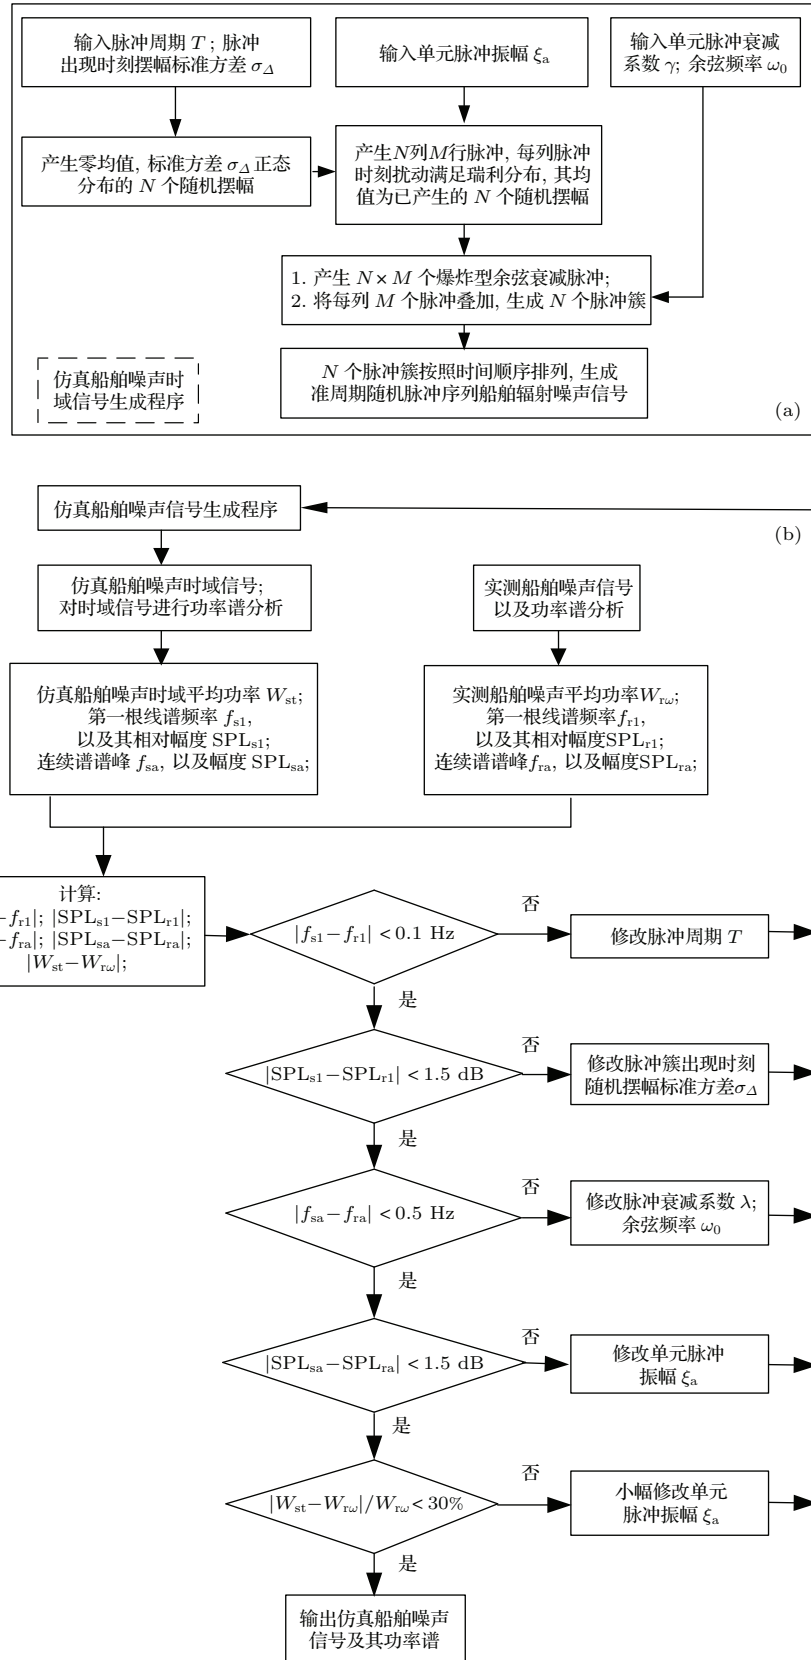 输入脉冲周期 T ; 脉冲
出现时刻摆幅标准方差 σ_Δ
输入单元脉冲振幅 ξ_a
输入单元脉冲衰减
系数 γ; 余弦频率 ω_0
产生零均值, 标准方差 σ_Δ 正态
分布的 N 个随机摆幅
产生N列M行脉冲, 每列脉冲
时刻扰动满足瑞利分布, 其均
值为已产生的 N 个随机摆幅
1. 产生 N×M 个爆炸型余弦衰减脉冲;
2. 将每列 M 个脉冲叠加, 生成 N 个脉冲簇
仿真船舶噪声时
域信号生成程序
N 个脉冲簇按照时间顺序排列, 生成
准周期随机脉冲序列船舶辐射噪声信号
(a)
仿真船舶噪声信号生成程序
(b)
仿真船舶噪声时域信号;
对时域信号进行功率谱分析
实测船舶噪声信号
以及功率谱分析
仿真船舶噪声时域平均功率 W_st;
第一根线谱频率 f_s1,
以及其相对幅度 SPL_s1;
连续谱谱峰 f_sa, 以及幅度 SPL_sa;
实测船舶噪声平均功率W_rω;
第一根线谱频率f_r1,
以及其相对幅度SPL_r1;
连续谱谱峰f_ra, 以及幅度SPL_ra;
计算:
−f_r1|; |SPL_s1−SPL_r1|;
−f_ra|; |SPL_sa−SPL_ra|;
|W_st−W_rω|;
|f_s1−f_r1| < 0.1 Hz
否
修改脉冲周期 T
是
|SPL_s1−SPL_r1| < 1.5 dB
否
修改脉冲簇出现时刻
随机摆幅标准方差σ_Δ
是
|f_sa−f_ra| < 0.5 Hz
否
修改脉冲衰减系数 λ;
余弦频率 ω_0
是
|SPL_sa−SPL_ra| < 1.5 dB
否
修改单元脉冲
振幅 ξ_a
是
|W_st−W_rω|/W_rω < 30%
否
小幅修改单元
脉冲振幅 ξ_a
是
输出仿真船舶噪声
信号及其功率谱